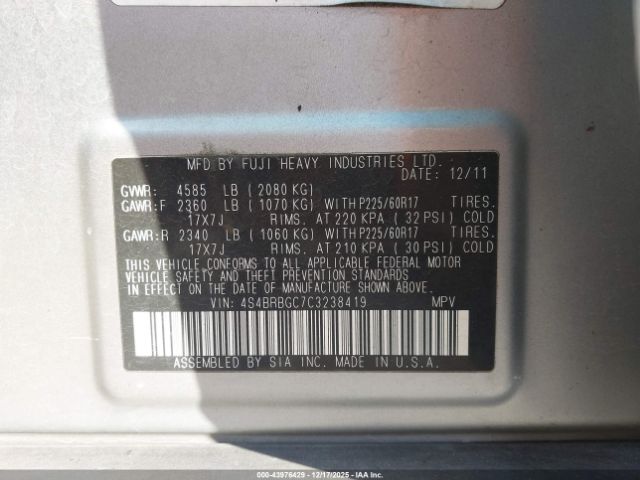 MFD BY FUJI HEAVY INDUSTRIES LTD.
DATE: 12/11
GVWR: 4585 LB ( 2080 KG)
GAWR:F 2360 LB ( 1070 KG) WITH P225/60R17 TIRES.
17X7J RIMS. AT 220 KPA ( 32 PSI) COLD
GAWR:R 2340 LB ( 1060 KG) WITH P225/60R17 TIRES.
17X7J RIMS. AT 210 KPA ( 30 PSI) COLD
THIS VEHICLE CONFORMS TO ALL APPLICABLE FEDERAL MOTOR
VEHICLE SAFETY AND THEFT PREVENTION STANDARDS
IN EFFECT ON THE DATE OF MANUFACTURE SHOWN ABOVE.
VIN: 4S4BRBGC7C3238419 MPV
ASSEMBLED BY SIA INC. MADE IN U.S.A.
000-43976429 - 12/17/2025 - IAAI.COM